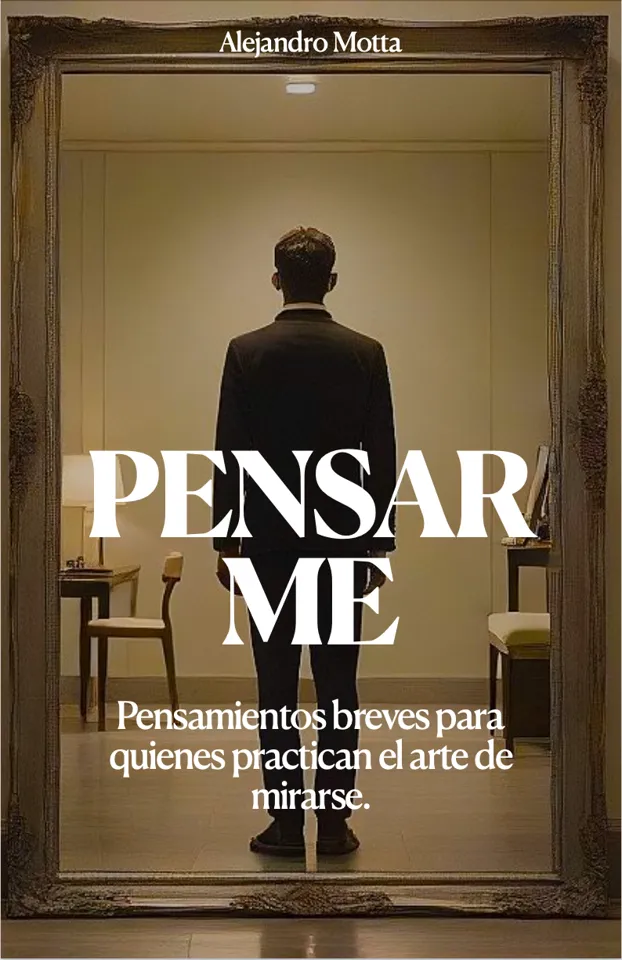 Alejandro Motta
PENSAR
ME
Pensamientos breves para
quienes practican el arte de
mirarse.